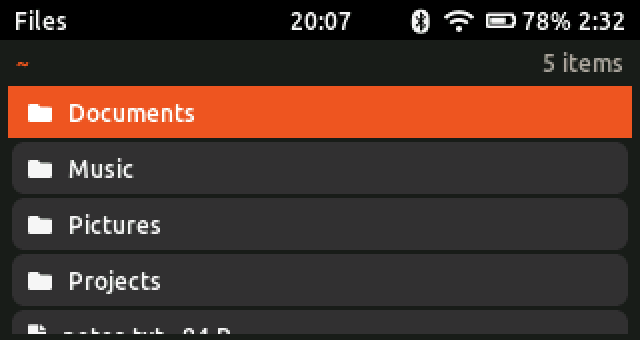 Files 20:07 78% 2:32
~ 5 items
Documents
Music
Pictures
Projects